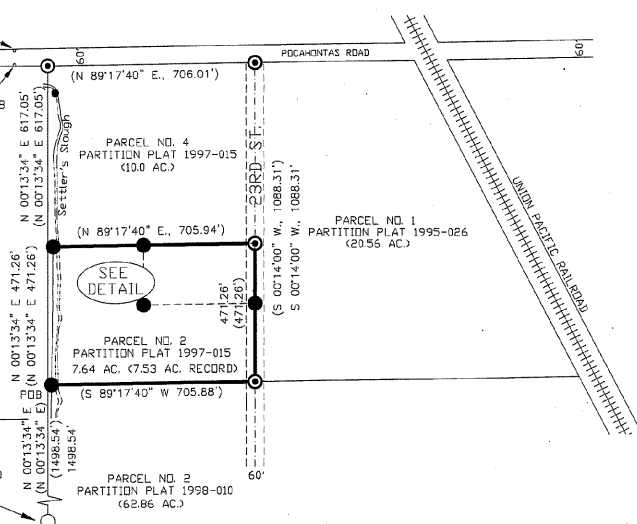 60'
POCAHONTAS ROAD
60'
(N 89°17'40" E., 706.01')
N 00°13'34" E 617.05'
(N 00°13'34" E 617.05')
Settler's Slough
PARCEL NO. 4
PARTITION PLAT 1997-015
(10.0 AC.)
23RD ST.
(S 00°14'00" W., 1088.31')
S 00°14'00" W., 1088.31'
PARCEL NO. 1
PARTITION PLAT 1995-026
(20.56 AC.)
UNION PACIFIC RAILROAD
(N 89°17'40" E., 705.94')
SEE
DETAIL
N 00°13'34" E 471.26'
(N 00°13'34" E 471.26')
471.26'
(471.26')
PARCEL NO. 2
PARTITION PLAT 1997-015
7.64 AC. (7.53 AC. RECORD)
POB
(S 89°17'40" W 705.88')
N 00°13'34" E
(N 00°13'34" E)
(1498.54')
1498.54'
60'
PARCEL NO. 2
PARTITION PLAT 1998-010
(62.86 AC.)